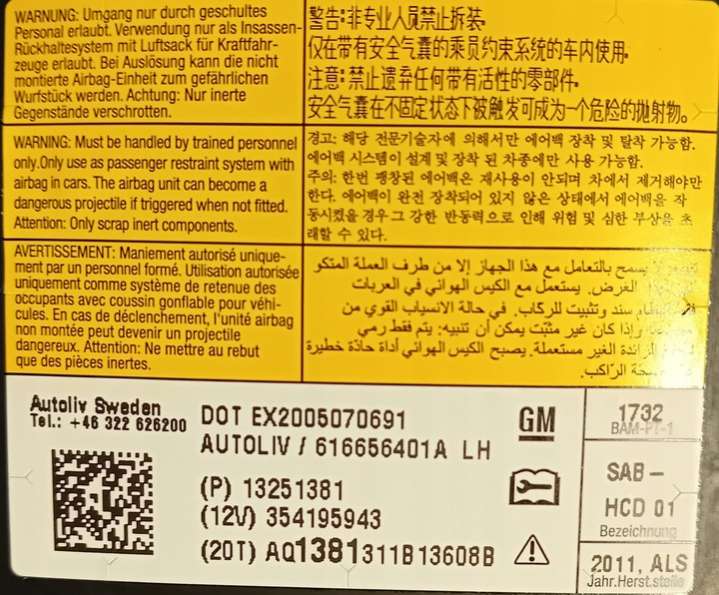 WARNUNG: Umgang nur durch geschultes
Personal erlaubt. Verwendung nur als Insassen-
Rückhaltesystem mit Luftsack für Kraftfahr-
zeuge erlaubt. Bei Auslösung kann die nicht
montierte Airbag-Einheit zum gefährlichen
Wurfstück werden. Achtung: Nur inerte
Gegenstände verschrotten.
警告:非专业人员禁止拆装.
仅在带有安全气囊的乘员约束系统的车内使用.
注意:禁止遗弃任何带有活性的零部件.
安全气囊在不固定状态下被触发可成为一个危险的抛射物。
WARNING: Must be handled by trained personnel
only. Only use as passenger restraint system with
airbag in cars. The airbag unit can become a
dangerous projectile if triggered when not fitted.
Attention: Only scrap inert components.
경고: 해당 전문기술자에 의해서만 에어백 장착 및 탈착 가능함.
에어백 시스템이 설계 및 장착 된 차종에만 사용 가능함.
주의: 한번 팽창된 에어백은 재사용이 안되며 차에서 제거해야만
한다. 에어백이 완전 장착되어 있지 않은 상태에서 에어백을 작
동시켰을 경우 그 강한 반동력으로 인해 위험 및 심한 부상을 초
래할 수 있다.
AVERTISSEMENT: Maniement autorisé unique-
ment par un personnel formé. Utilisation autorisée
uniquement comme système de retenue des
occupants avec coussin gonflable pour véhi-
cules. En cas de déclenchement, l'unité airbag
non montée peut devenir un projectile
dangereux. Attention: Ne mettre au rebut
que des pièces inertes.
يسمح بالتعامل مع هذا الجهاز إلا من طرف العملة المتكو
الغرض. يستعمل مع الكيس الهوائي في العربات
سند وتثبيت للركاب. في حالة الانسياب القوي من
وإذا كان غير مثبّت يمكن أن تنبيه: يتم فقط رمي
الزائدة الغير مستعملة. يصبح الكيس الهوائي أداة حادّة خطيرة
الرّاكب.
Autoliv Sweden
Tel.: +46 322 626200
DOT EX2005070691
AUTOLIV / 616656401A LH
(P) 13251381
(12V) 354195943
(20T) AQ1381311B13608B
GM
1732
BAM-PT-1
SAB-
HCD 01
Bezeichnung
2011, ALS
Jahr.Herst.stelle